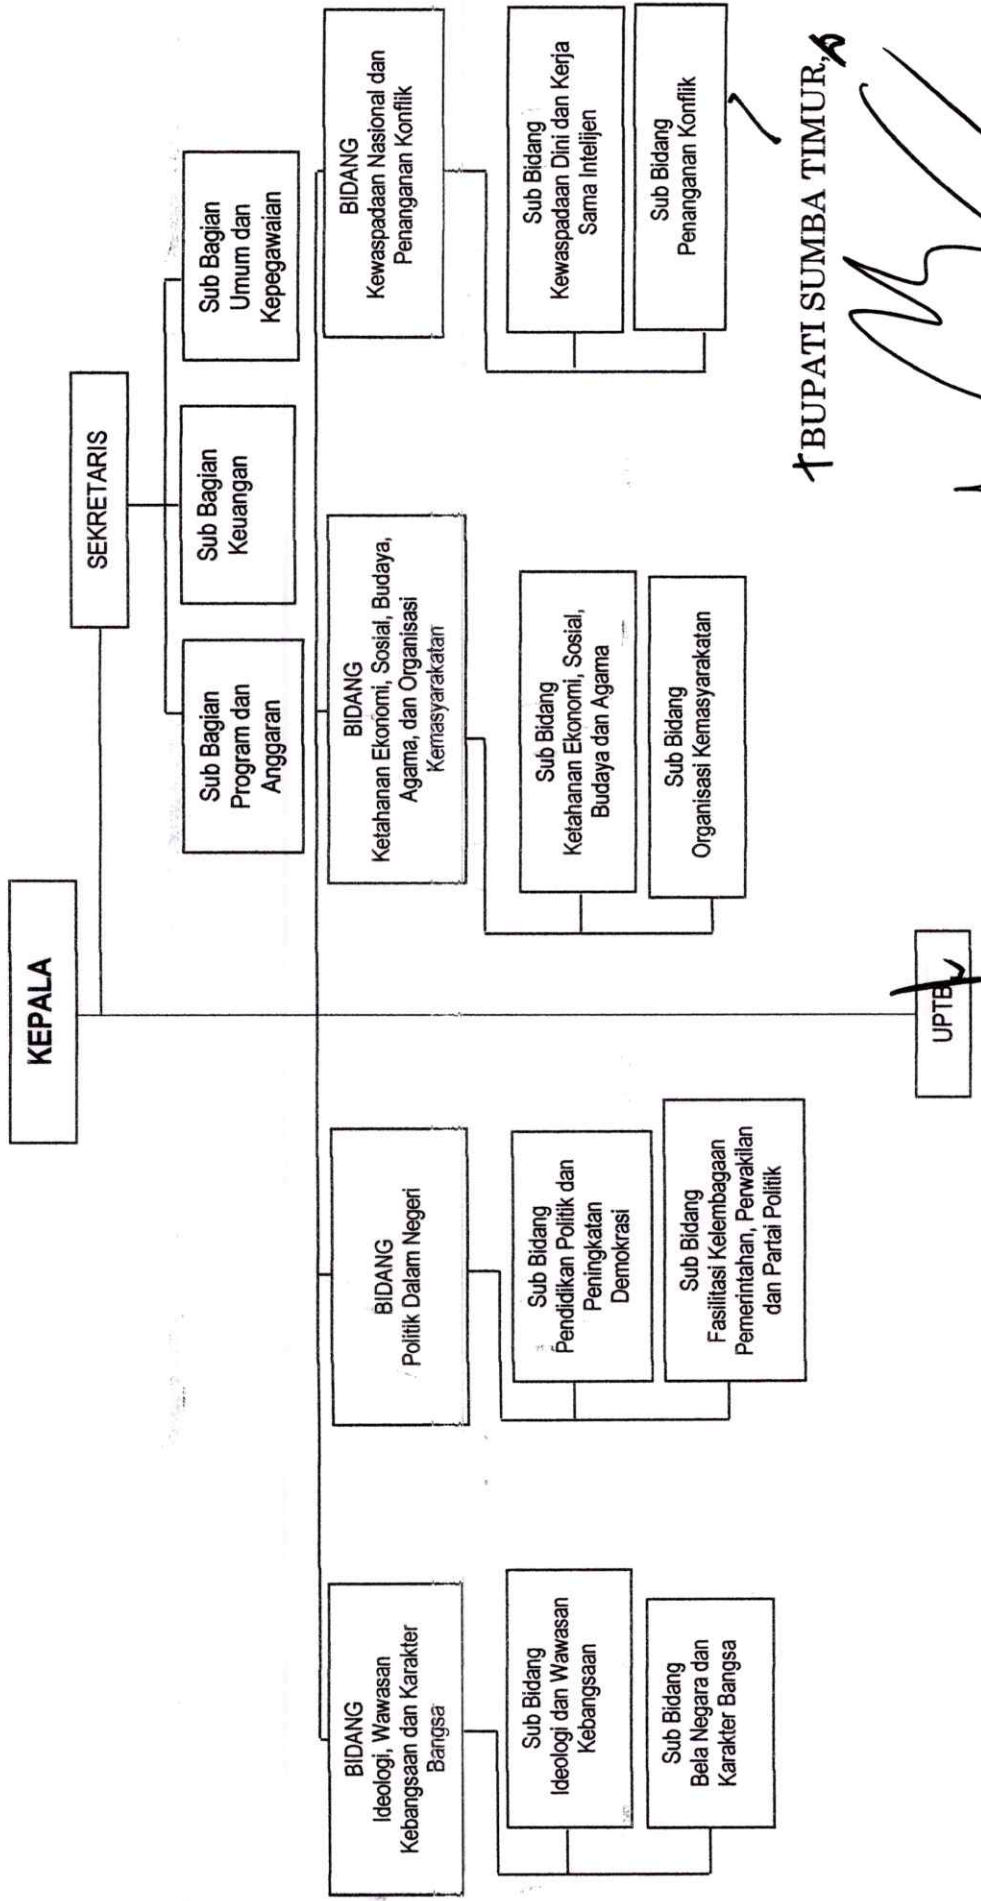 KEPALA
SEKRETARIS
Sub Bagian
Program dan
Anggaran
Sub Bagian
Keuangan
Sub Bagian
Umum dan
Kepegawaian
BIDANG
Ideologi, Wawasan
Kebangsaan dan Karakter
Bangsa
BIDANG
Politik Dalam Negeri
BIDANG
Ketahanan Ekonomi, Sosial, Budaya,
Agama, dan Organisasi
Kemasyarakatan
BIDANG
Kewaspadaan Nasional dan
Penanganan Konflik
Sub Bidang
Ideologi dan Wawasan
Kebangsaan
Sub Bidang
Bela Negara dan
Karakter Bangsa
Sub Bidang
Pendidikan Politik dan
Peningkatan
Demokrasi
Sub Bidang
Fasilitasi Kelembagaan
Pemerintahan, Perwakilan
dan Partai Politik
Sub Bidang
Ketahanan Ekonomi, Sosial,
Budaya dan Agama
Sub Bidang
Organisasi Kemasyarakatan
Sub Bidang
Kewaspadaan Dini dan Kerja
Sama Intelijen
Sub Bidang
Penanganan Konflik
UPTB
BUPATI SUMBA TIMUR,